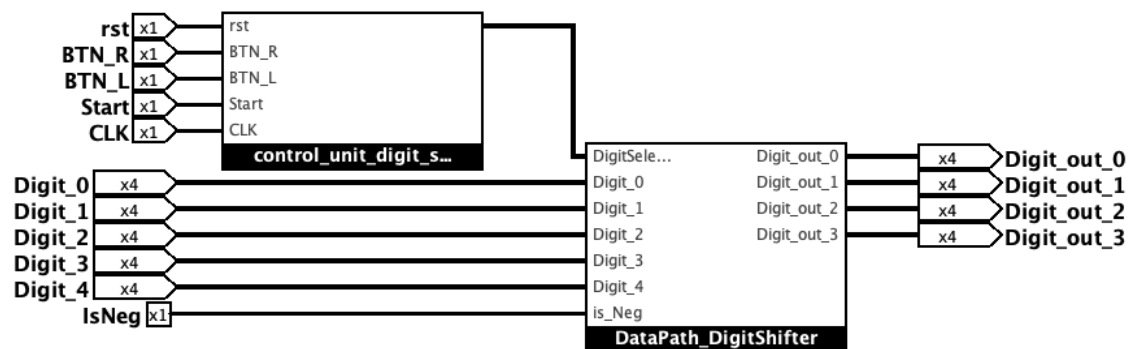 rst x1 rst
BTN_R x1 BTN_R
BTN_L x1 BTN_L
Start x1 Start
CLK x1 CLK
control_unit_digit_s...
DigitSele... Digit_out_0 x4 Digit_out_0
Digit_0 x4 Digit_0 Digit_out_1 x4 Digit_out_1
Digit_1 x4 Digit_1 Digit_out_2 x4 Digit_out_2
Digit_2 x4 Digit_2 Digit_out_3 x4 Digit_out_3
Digit_3 x4 Digit_3
Digit_4 x4 Digit_4
IsNeg x1 is_Neg
DataPath_DigitShifter